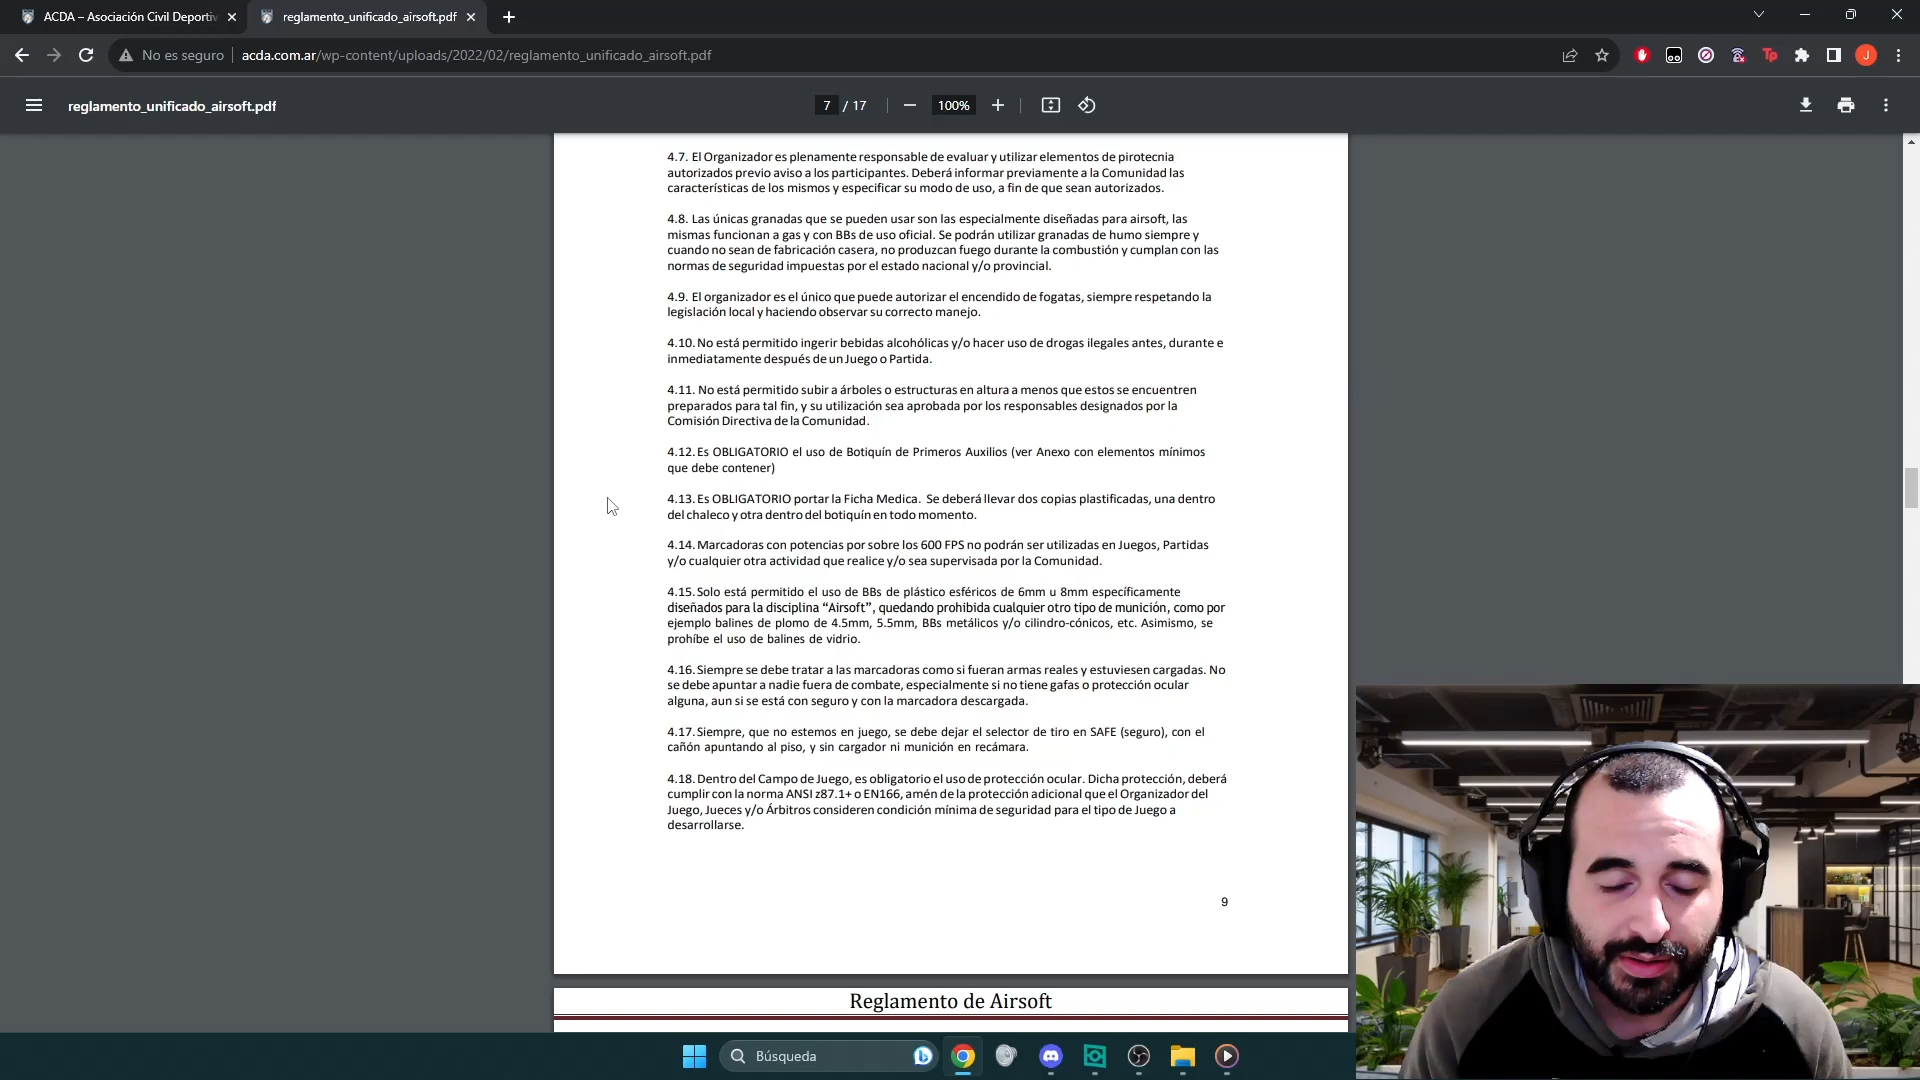 ACDA – Asociación Civil Deportiv
reglamento_unificado_airsoft.pdf
No es seguro
acda.com.ar/wp-content/uploads/2022/02/reglamento_unificado_airsoft.pdf
Tp
J
reglamento_unificado_airsoft.pdf
7 / 17
100%
4.7. El Organizador es plenamente responsable de evaluar y utilizar elementos de pirotecnia
autorizados previo aviso a los participantes. Deberá informar previamente a la Comunidad las
características de los mismos y especificar su modo de uso, a fin de que sean autorizados.
4.8. Las únicas granadas que se pueden usar son las especialmente diseñadas para airsoft, las
mismas funcionan a gas y con BBs de uso oficial. Se podrán utilizar granadas de humo siempre y
cuando no sean de fabricación casera, no produzcan fuego durante la combustión y cumplan con las
normas de seguridad impuestas por el estado nacional y/o provincial.
4.9. El organizador es el único que puede autorizar el encendido de fogatas, siempre respetando la
legislación local y haciendo observar su correcto manejo.
4.10. No está permitido ingerir bebidas alcohólicas y/o hacer uso de drogas ilegales antes, durante e
inmediatamente después de un Juego o Partida.
4.11. No está permitido subir a árboles o estructuras en altura a menos que estos se encuentren
preparados para tal fin, y su utilización sea aprobada por los responsables designados por la
Comisión Directiva de la Comunidad.
4.12. Es OBLIGATORIO el uso de Botiquín de Primeros Auxilios (ver Anexo con elementos mínimos
que debe contener)
4.13. Es OBLIGATORIO portar la Ficha Medica. Se deberá llevar dos copias plastificadas, una dentro
del chaleco y otra dentro del botiquín en todo momento.
4.14. Marcadoras con potencias por sobre los 600 FPS no podrán ser utilizadas en Juegos, Partidas
y/o cualquier otra actividad que realice y/o sea supervisada por la Comunidad.
4.15. Solo está permitido el uso de BBs de plástico esféricos de 6mm u 8mm específicamente
diseñados para la disciplina “Airsoft”, quedando prohibida cualquier otro tipo de munición, como por
ejemplo balines de plomo de 4.5mm, 5.5mm, BBs metálicos y/o cilindro-cónicos, etc. Asimismo, se
prohíbe el uso de balines de vidrio.
4.16. Siempre se debe tratar a las marcadoras como si fueran armas reales y estuviesen cargadas. No
se debe apuntar a nadie fuera de combate, especialmente si no tiene gafas o protección ocular
alguna, aun si se está con seguro y con la marcadora descargada.
4.17. Siempre, que no estemos en juego, se debe dejar el selector de tiro en SAFE (seguro), con el
cañón apuntando al piso, y sin cargador ni munición en recámara.
4.18. Dentro del Campo de Juego, es obligatorio el uso de protección ocular. Dicha protección, deberá
cumplir con la norma ANSI z87.1+ o EN166, amén de la protección adicional que el Organizador del
Juego, Jueces y/o Árbitros consideren condición mínima de seguridad para el tipo de Juego a
desarrollarse.
9
Reglamento de Airsoft
Búsqueda